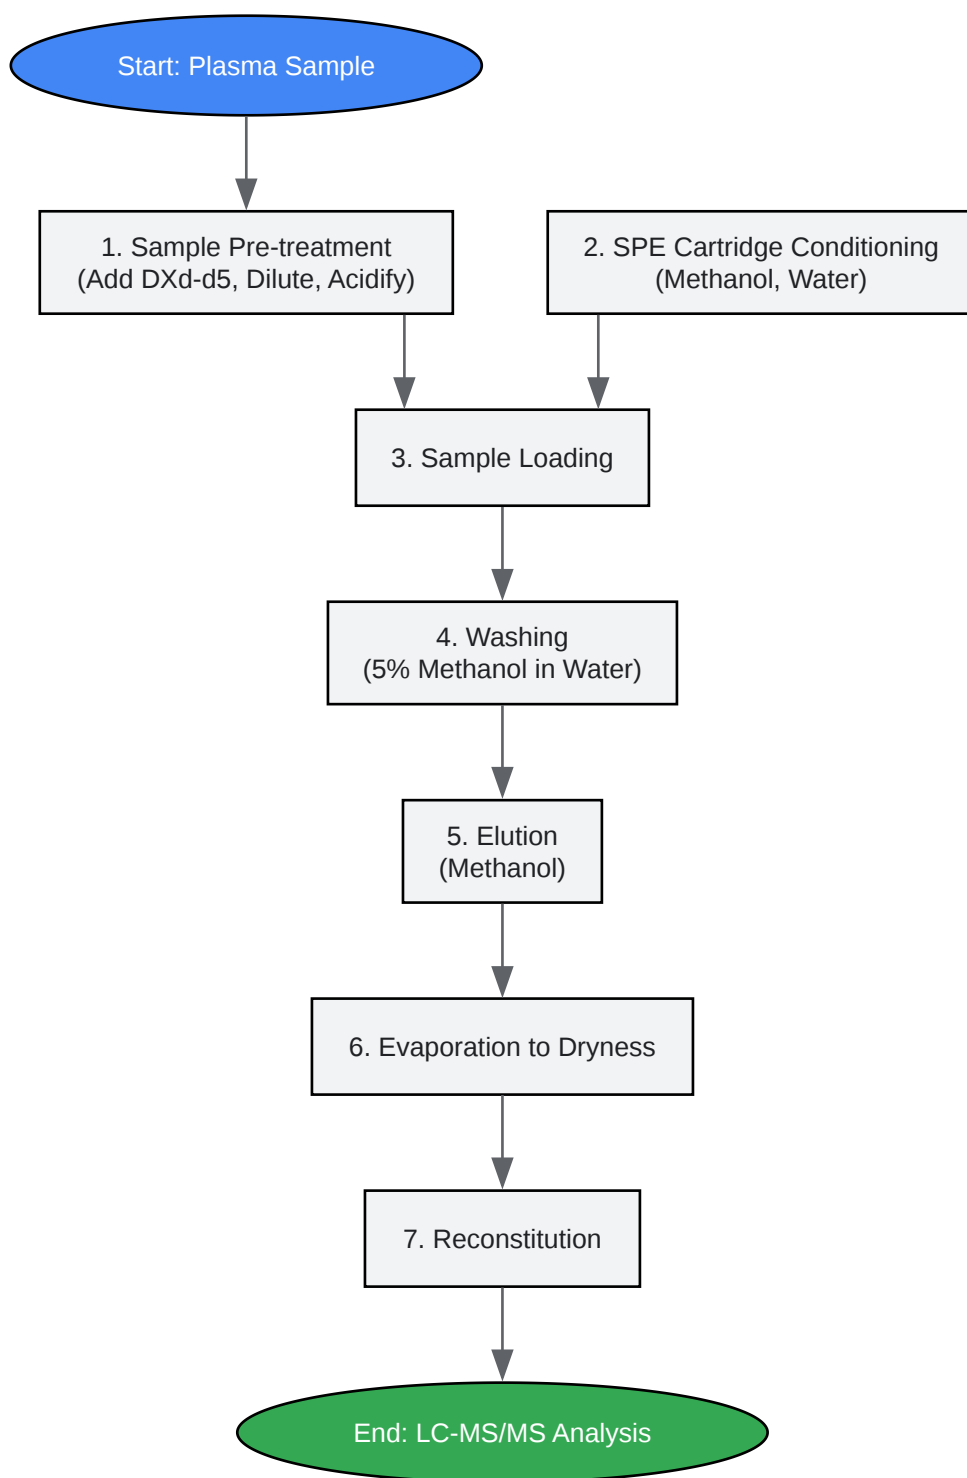 Start: Plasma Sample
1. Sample Pre-treatment
(Add DXd-d5, Dilute, Acidify)
2. SPE Cartridge Conditioning
(Methanol, Water)
3. Sample Loading
4. Washing
(5% Methanol in Water)
5. Elution
(Methanol)
6. Evaporation to Dryness
7. Reconstitution
End: LC-MS/MS Analysis